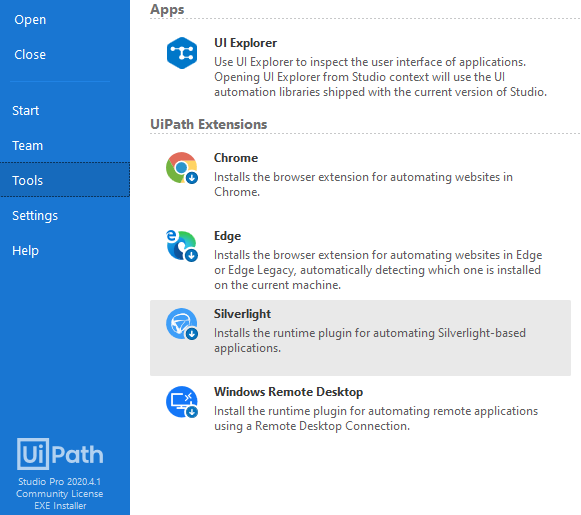 Open
Close
Start
Team
Tools
Settings
Help
UiPath
Studio Pro 2020.4.1
Community License
EXE Installer
Apps
UI Explorer
Use UI Explorer to inspect the user interface of applications.
Opening UI Explorer from Studio context will use the UI
automation libraries shipped with the current version of Studio.
UiPath Extensions
Chrome
Installs the browser extension for automating websites in
Chrome.
Edge
Installs the browser extension for automating websites in Edge
or Edge Legacy, automatically detecting which one is installed
on the current machine.
Silverlight
Installs the runtime plugin for automating Silverlight-based
applications.
Windows Remote Desktop
Install the runtime plugin for automating remote applications
using a Remote Desktop Connection.